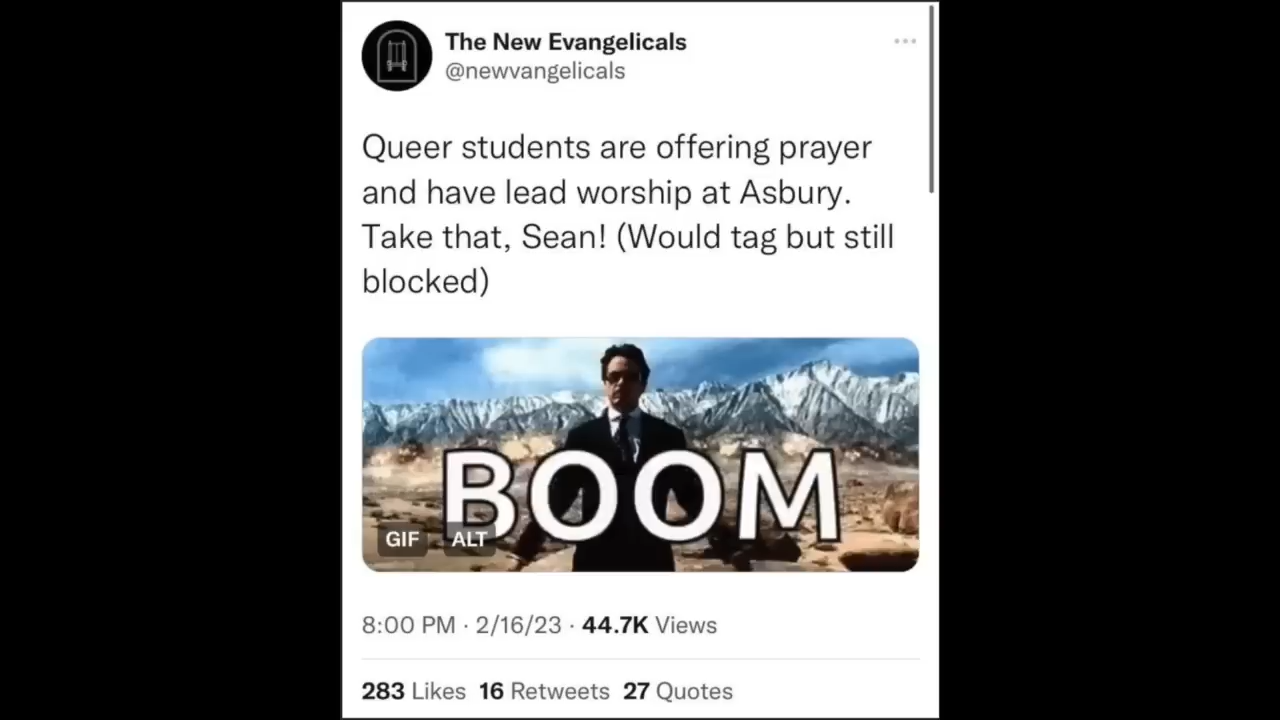 The New Evangelicals
@newvangelicals
Queer students are offering prayer
and have lead worship at Asbury.
Take that, Sean! (Would tag but still
blocked)
BOOM
GIF ALT
8:00 PM · 2/16/23 · 44.7K Views
283 Likes 16 Retweets 27 Quotes